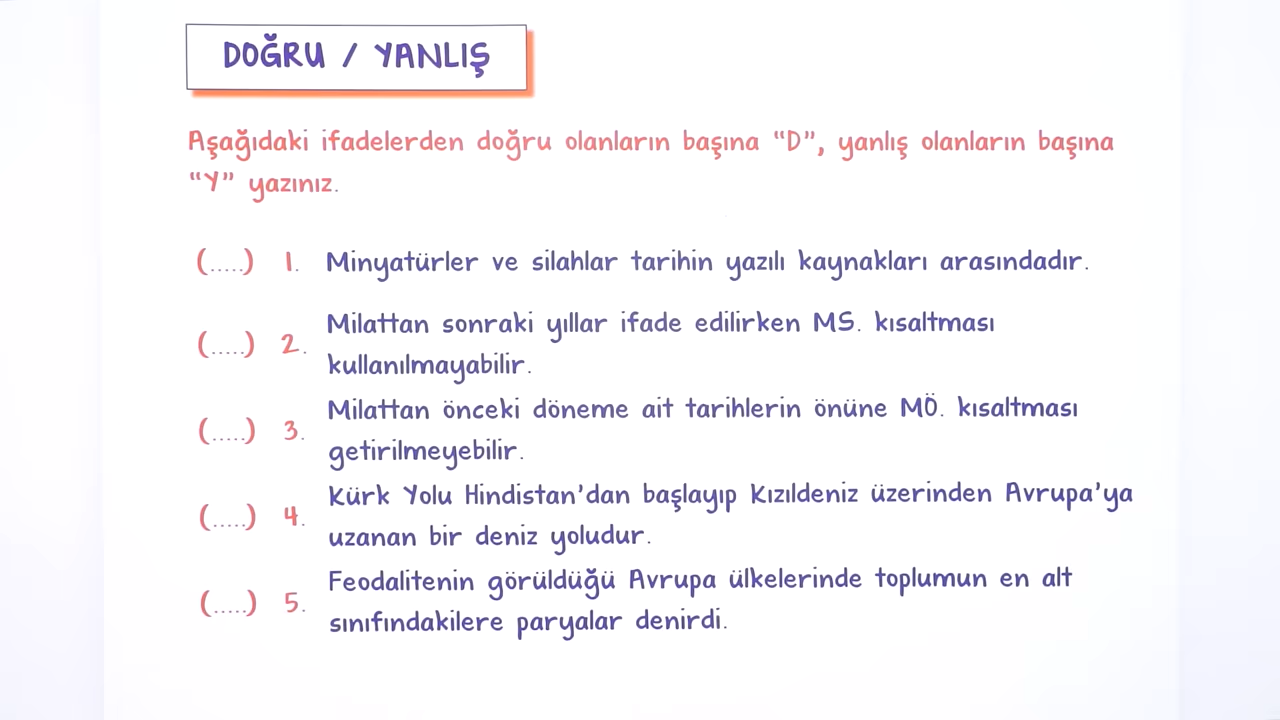 DOĞRU / YANLIŞ
Aşağıdaki ifadelerden doğru olanların başına “D”, yanlış olanların başına
“Y” yazınız.
(.....) 1. Minyatürler ve silahlar tarihin yazılı kaynakları arasındadır.
(.....) 2. Milattan sonraki yıllar ifade edilirken MS. kısaltması
kullanılmayabilir.
(.....) 3. Milattan önceki döneme ait tarihlerin önüne MÖ. kısaltması
getirilmeyebilir.
(.....) 4. Kürk Yolu Hindistan’dan başlayıp Kızıldeniz üzerinden Avrupa’ya
uzanan bir deniz yoludur.
(.....) 5. Feodalitenin görüldüğü Avrupa ülkelerinde toplumun en alt
sınıfındakilere paryalar denirdi.